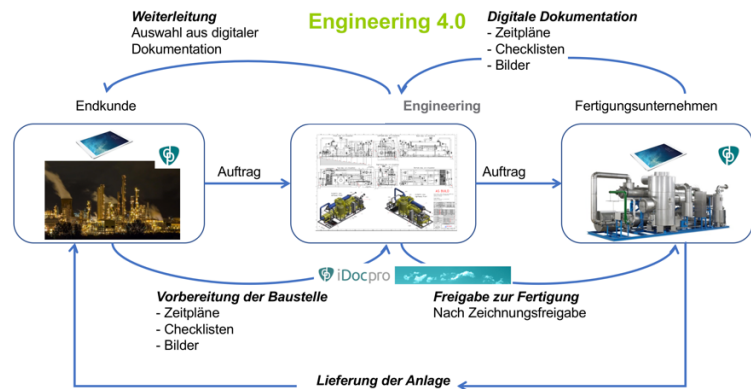 Weiterleitung
Auswahl aus digitaler
Dokumentation
Engineering 4.0
Digitale Dokumentation
- Zeitpläne
- Checklisten
- Bilder
Endkunde
Engineering
Fertigungsunternehmen
Auftrag
Auftrag
iDocpro
Vorbereitung der Baustelle
- Zeitpläne
- Checklisten
- Bilder
Freigabe zur Fertigung
Nach Zeichnungsfreigabe
Lieferung der Anlage